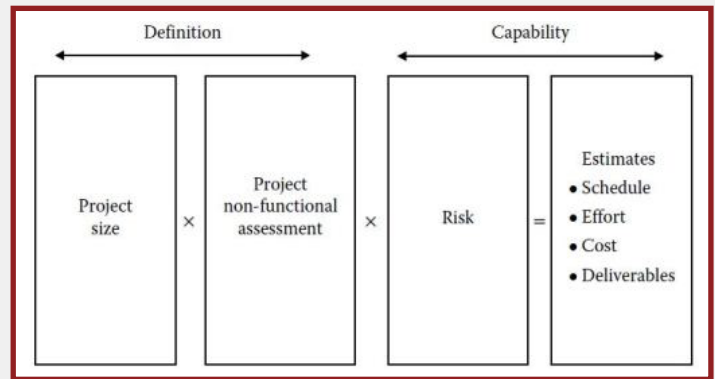 Definition
Capability
Project
size
×
Project
non-functional
assessment
×
Risk
=
Estimates
• Schedule
• Effort
• Cost
• Deliverables